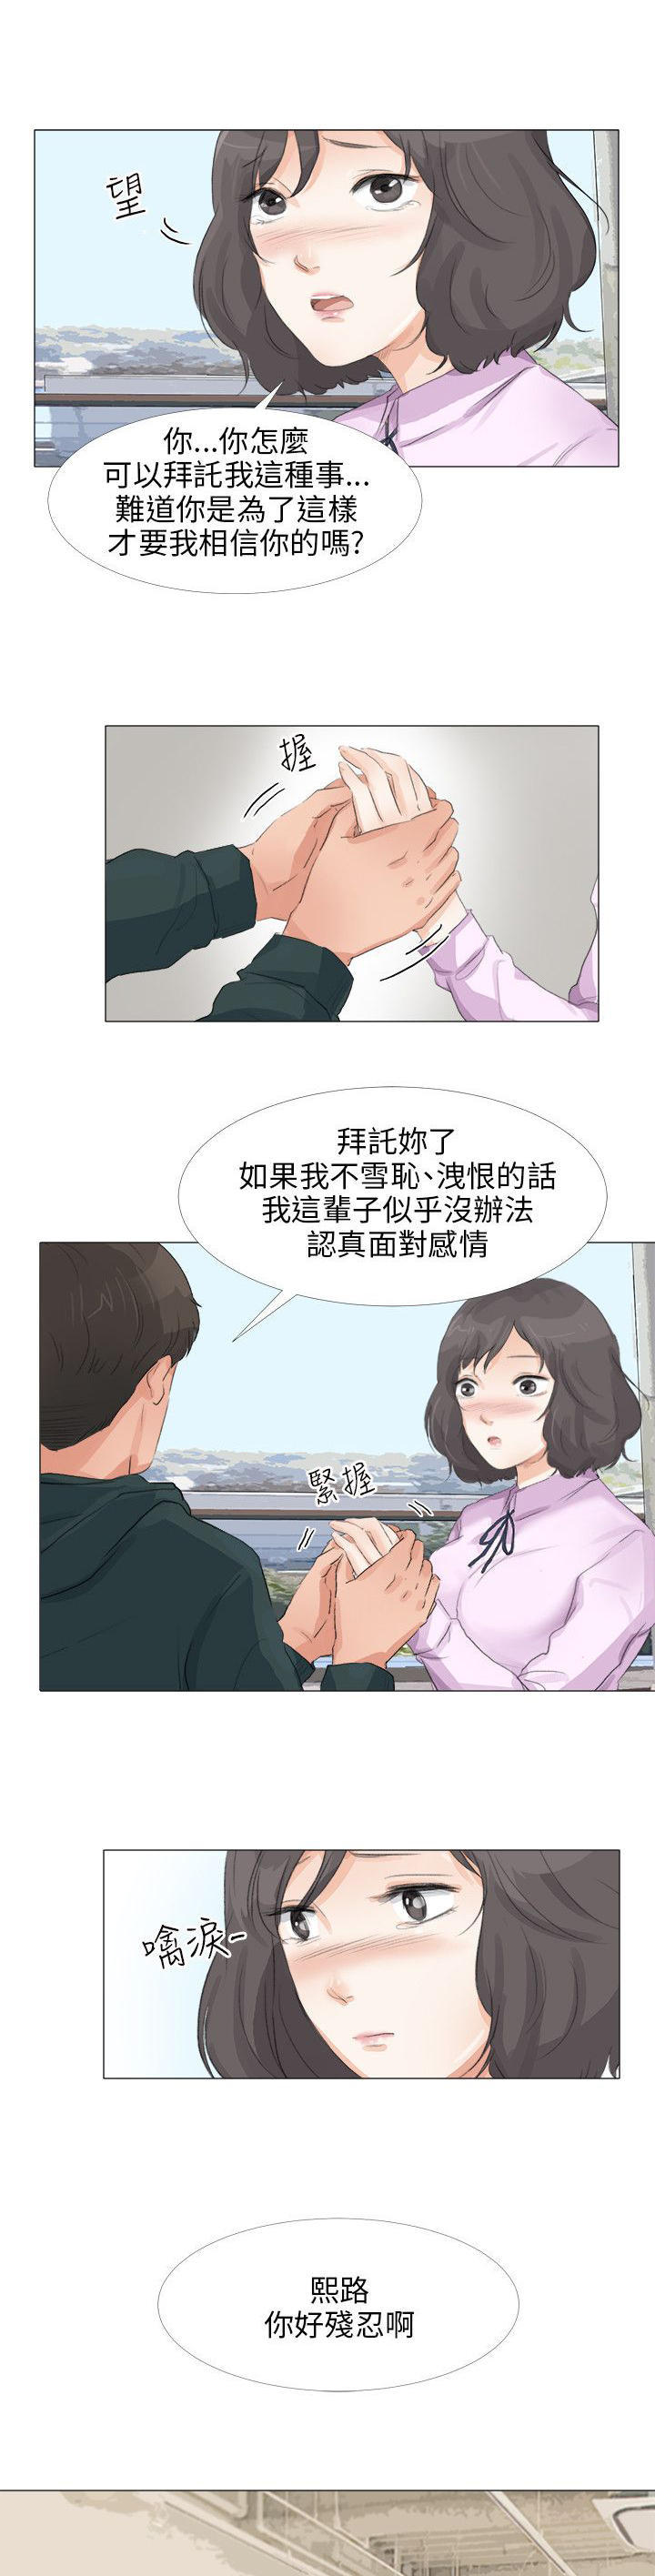 望
你…你怎麼
可以拜託我這種事…
難道你是為了這樣
才要我相信你的嗎?
握
拜託妳了
如果我不雪恥、洩恨的話
我這輩子似乎沒辦法
認真面對感情
緊握
噙淚-
熙路
你好殘忍啊